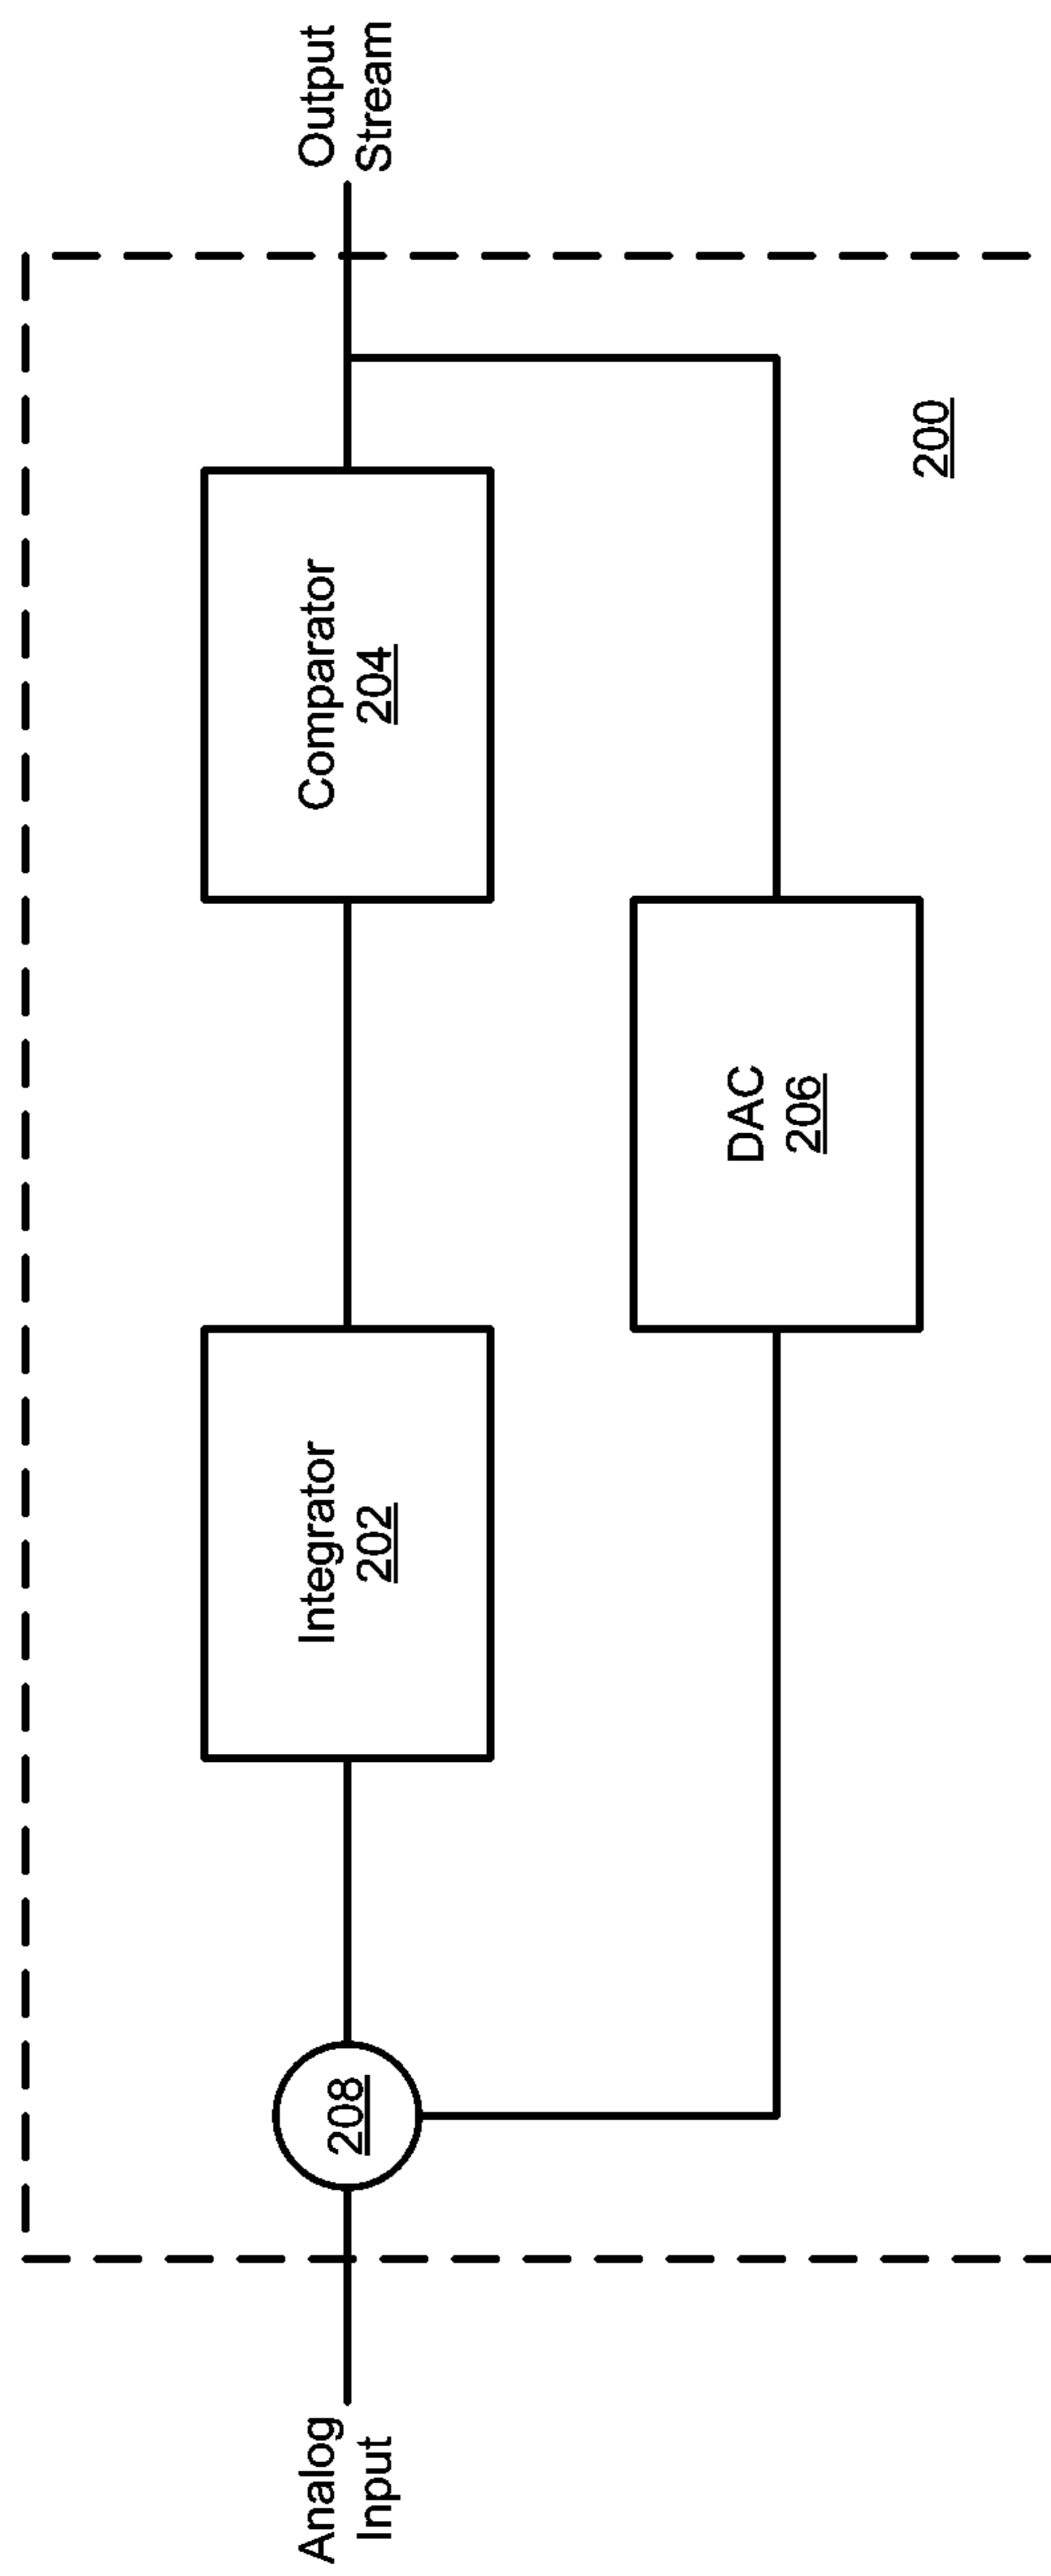 Analog
Input
208
Integrator
202
Comparator
204
Output
Stream
DAC
206
200